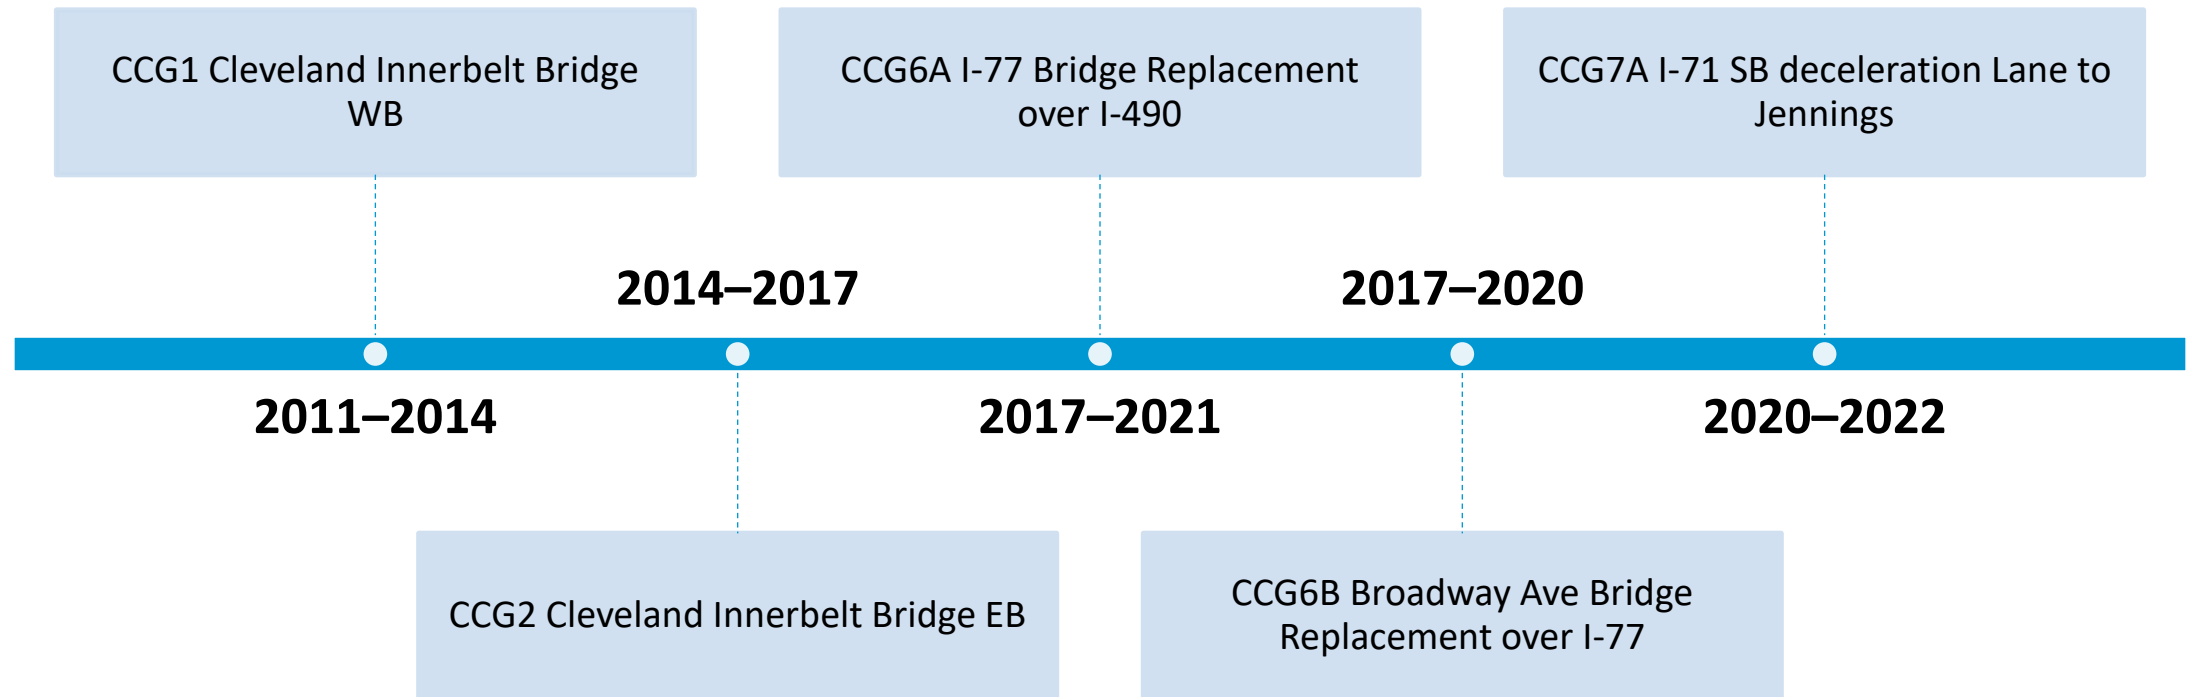 CCG1 Cleveland Innerbelt Bridge
WB
2011–2014
2014–2017
CCG2 Cleveland Innerbelt Bridge EB
CCG6A I-77 Bridge Replacement
over I-490
2017–2021
2017–2020
CCG6B Broadway Ave Bridge
Replacement over I-77
CCG7A I-71 SB deceleration Lane to
Jennings
2020–2022